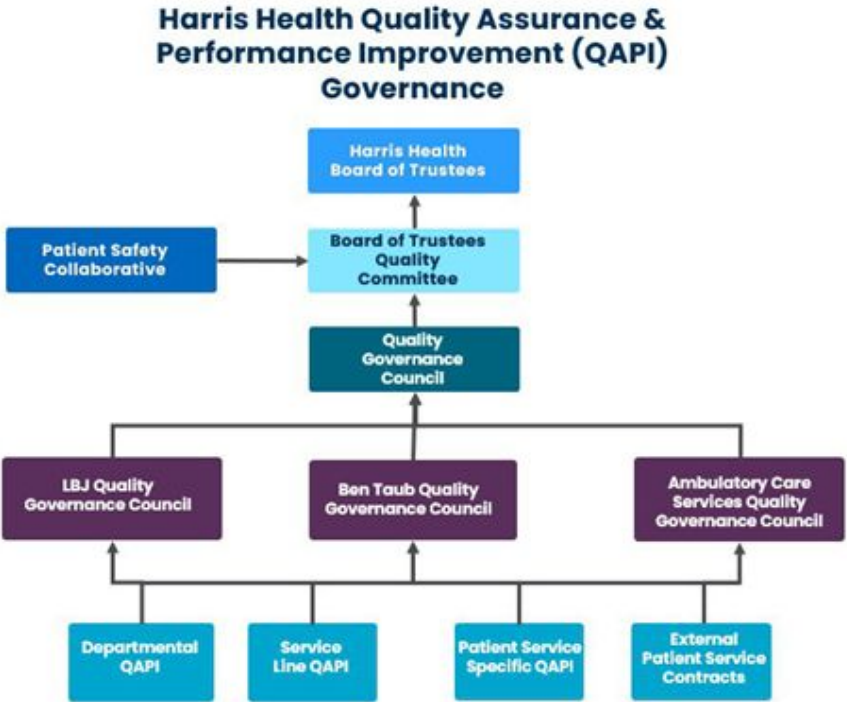 Harris Health Quality Assurance &
Performance Improvement (QAPI)
Governance
Harris Health
Board of Trustees
Patient Safety
Collaborative
Board of Trustees
Quality
Committee
Quality
Governance
Council
LBJ Quality
Governance Council
Ben Taub Quality
Governance Council
Ambulatory Care
Services Quality
Governance Council
Departmental
QAPI
Service
Line QAPI
Patient Service
Specific QAPI
External
Patient Service
Contracts